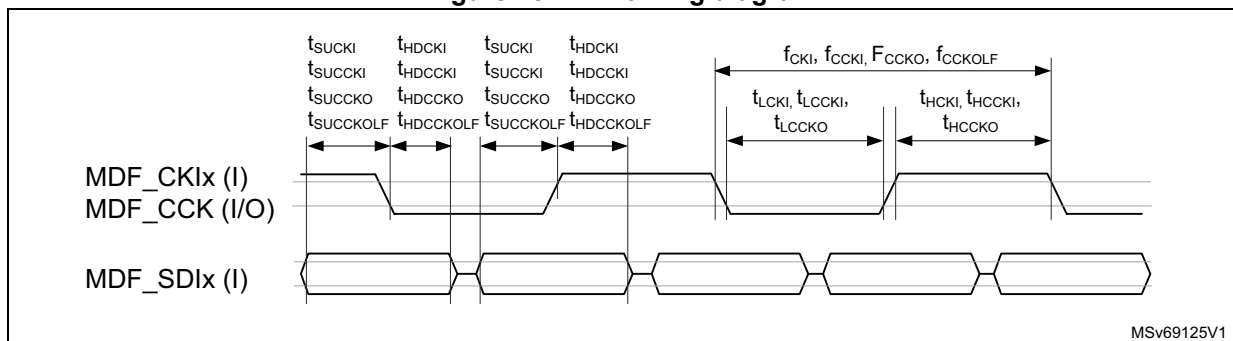 tSUCKI tHDCKI tSUCKI tHDCKI
tSUCCKI tHDCCKI tSUCCKI tHDCCKI
tSUCCKO tHDCCKO tSUCCKO tHDCCKO
tSUCCKOLF tHDCCKOLF tSUCCKOLF tHDCCKOLF
fCKI, fCCKI, FCCKO, fCCKOLF
tLCKI, tLCCKI,
tLCCKO
tHCKI, tHCCKI,
tHCCKO
MDF_CKIx (I)
MDF_CCK (I/O)
MDF_SDIx (I)
MSv69125V1